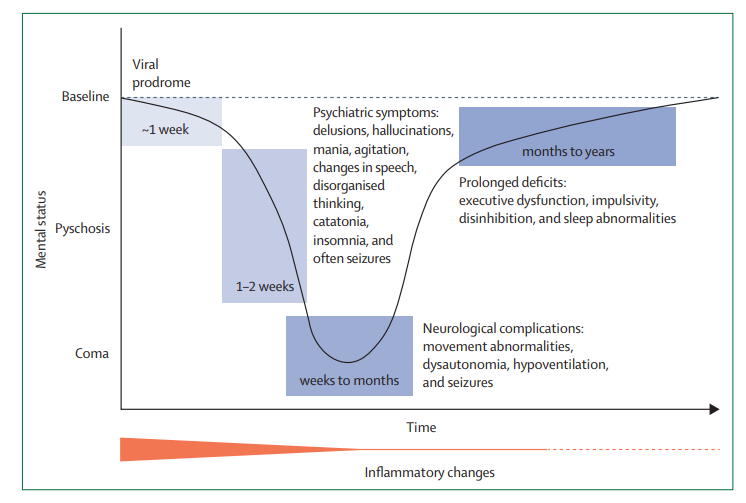 Viral
prodrome
Baseline
~1 week
Psychiatric symptoms:
delusions, hallucinations,
mania, agitation,
changes in speech,
disorganised
thinking,
catatonia,
insomnia, and
often seizures
months to years
Prolonged deficits:
executive dysfunction, impulsivity,
disinhibition, and sleep abnormalities
Mental status
Pyschosis
1–2 weeks
Neurological complications:
movement abnormalities,
dysautonomia, hypoventilation,
and seizures
Coma
weeks to months
Time
Inflammatory changes